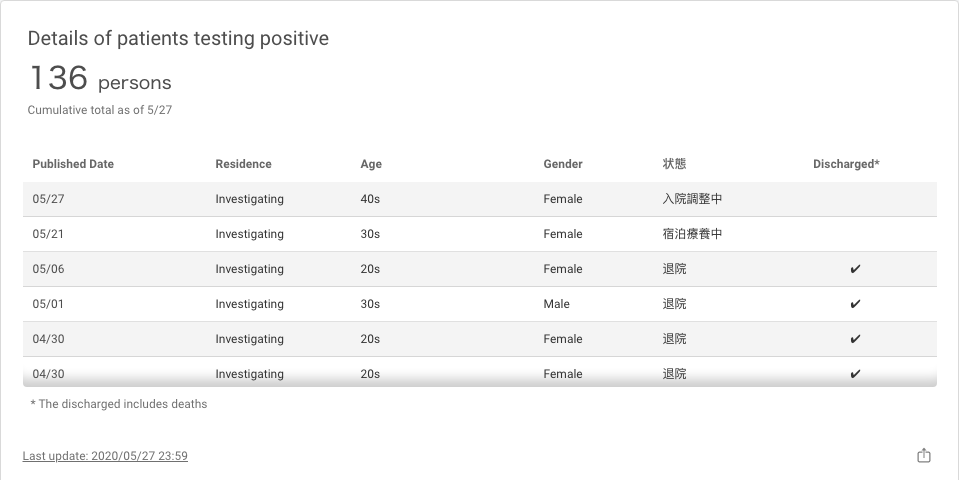 Details of patients testing positive
136 persons
Cumulative total as of 5/27
Published Date Residence Age Gender 状態 Discharged*
05/27 Investigating 40s Female 入院調整中
05/21 Investigating 30s Female 宿泊療養中
05/06 Investigating 20s Female 退院 ✔
05/01 Investigating 30s Male 退院 ✔
04/30 Investigating 20s Female 退院 ✔
04/30 Investigating 20s Female 退院 ✔
* The discharged includes deaths
Last update: 2020/05/27 23:59